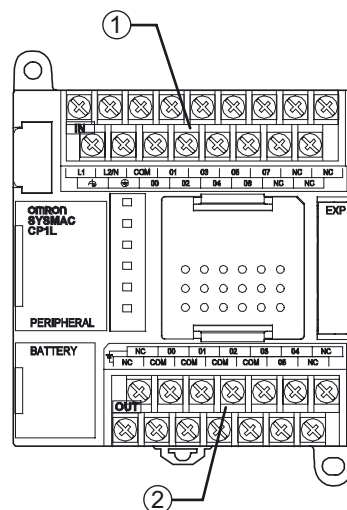 1
IN
L1 L2/N COM 01 03 05 07 NC NC
00 02 04 06 NC NC
OMRON
SYSMAC
CP1L
EXP
PERIPHERAL
BATTERY
NC 00 01 02 03 04 NC
NC COM COM COM COM 05 NC
OUT
2